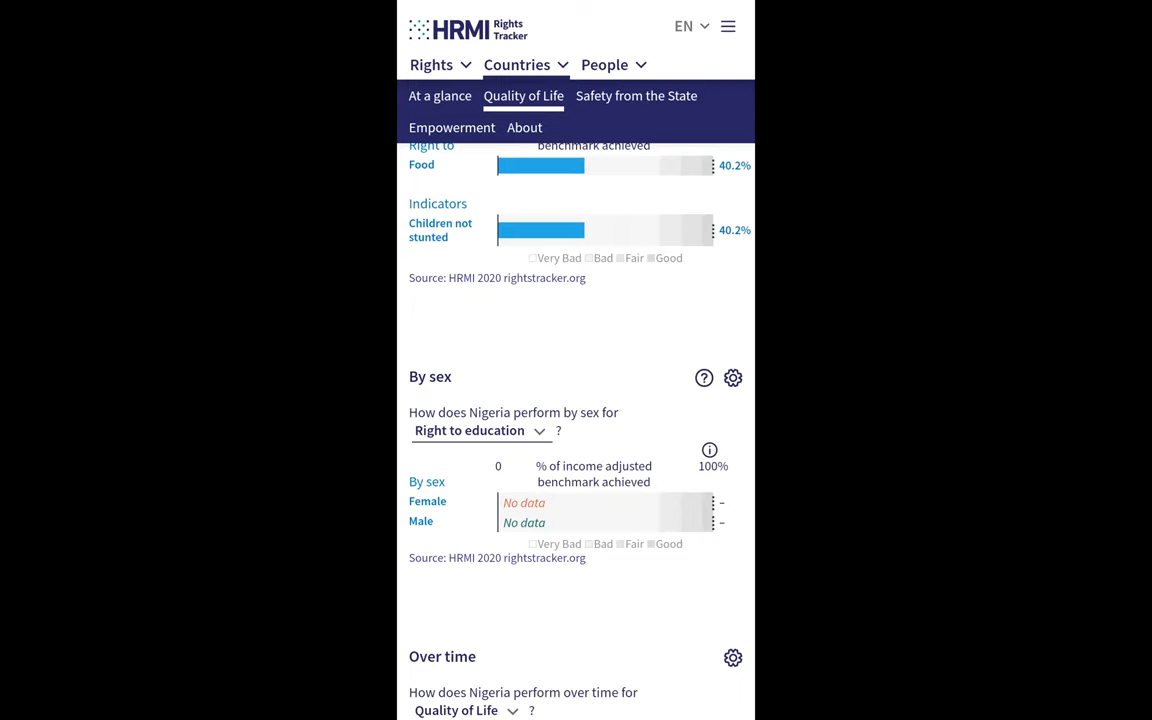 HRMI Rights Tracker
EN
Rights Countries People
At a glance Quality of Life Safety from the State
Empowerment About
Right to benchmark achieved
Food 40.2%
Indicators
Children not stunted 40.2%
Very Bad Bad Fair Good
Source: HRMI 2020 rightstracker.org
By sex ?
How does Nigeria perform by sex for
Right to education ?
i
0 % of income adjusted 100%
By sex benchmark achieved
Female No data –
Male No data –
Very Bad Bad Fair Good
Source: HRMI 2020 rightstracker.org
Over time
How does Nigeria perform over time for
Quality of Life ?